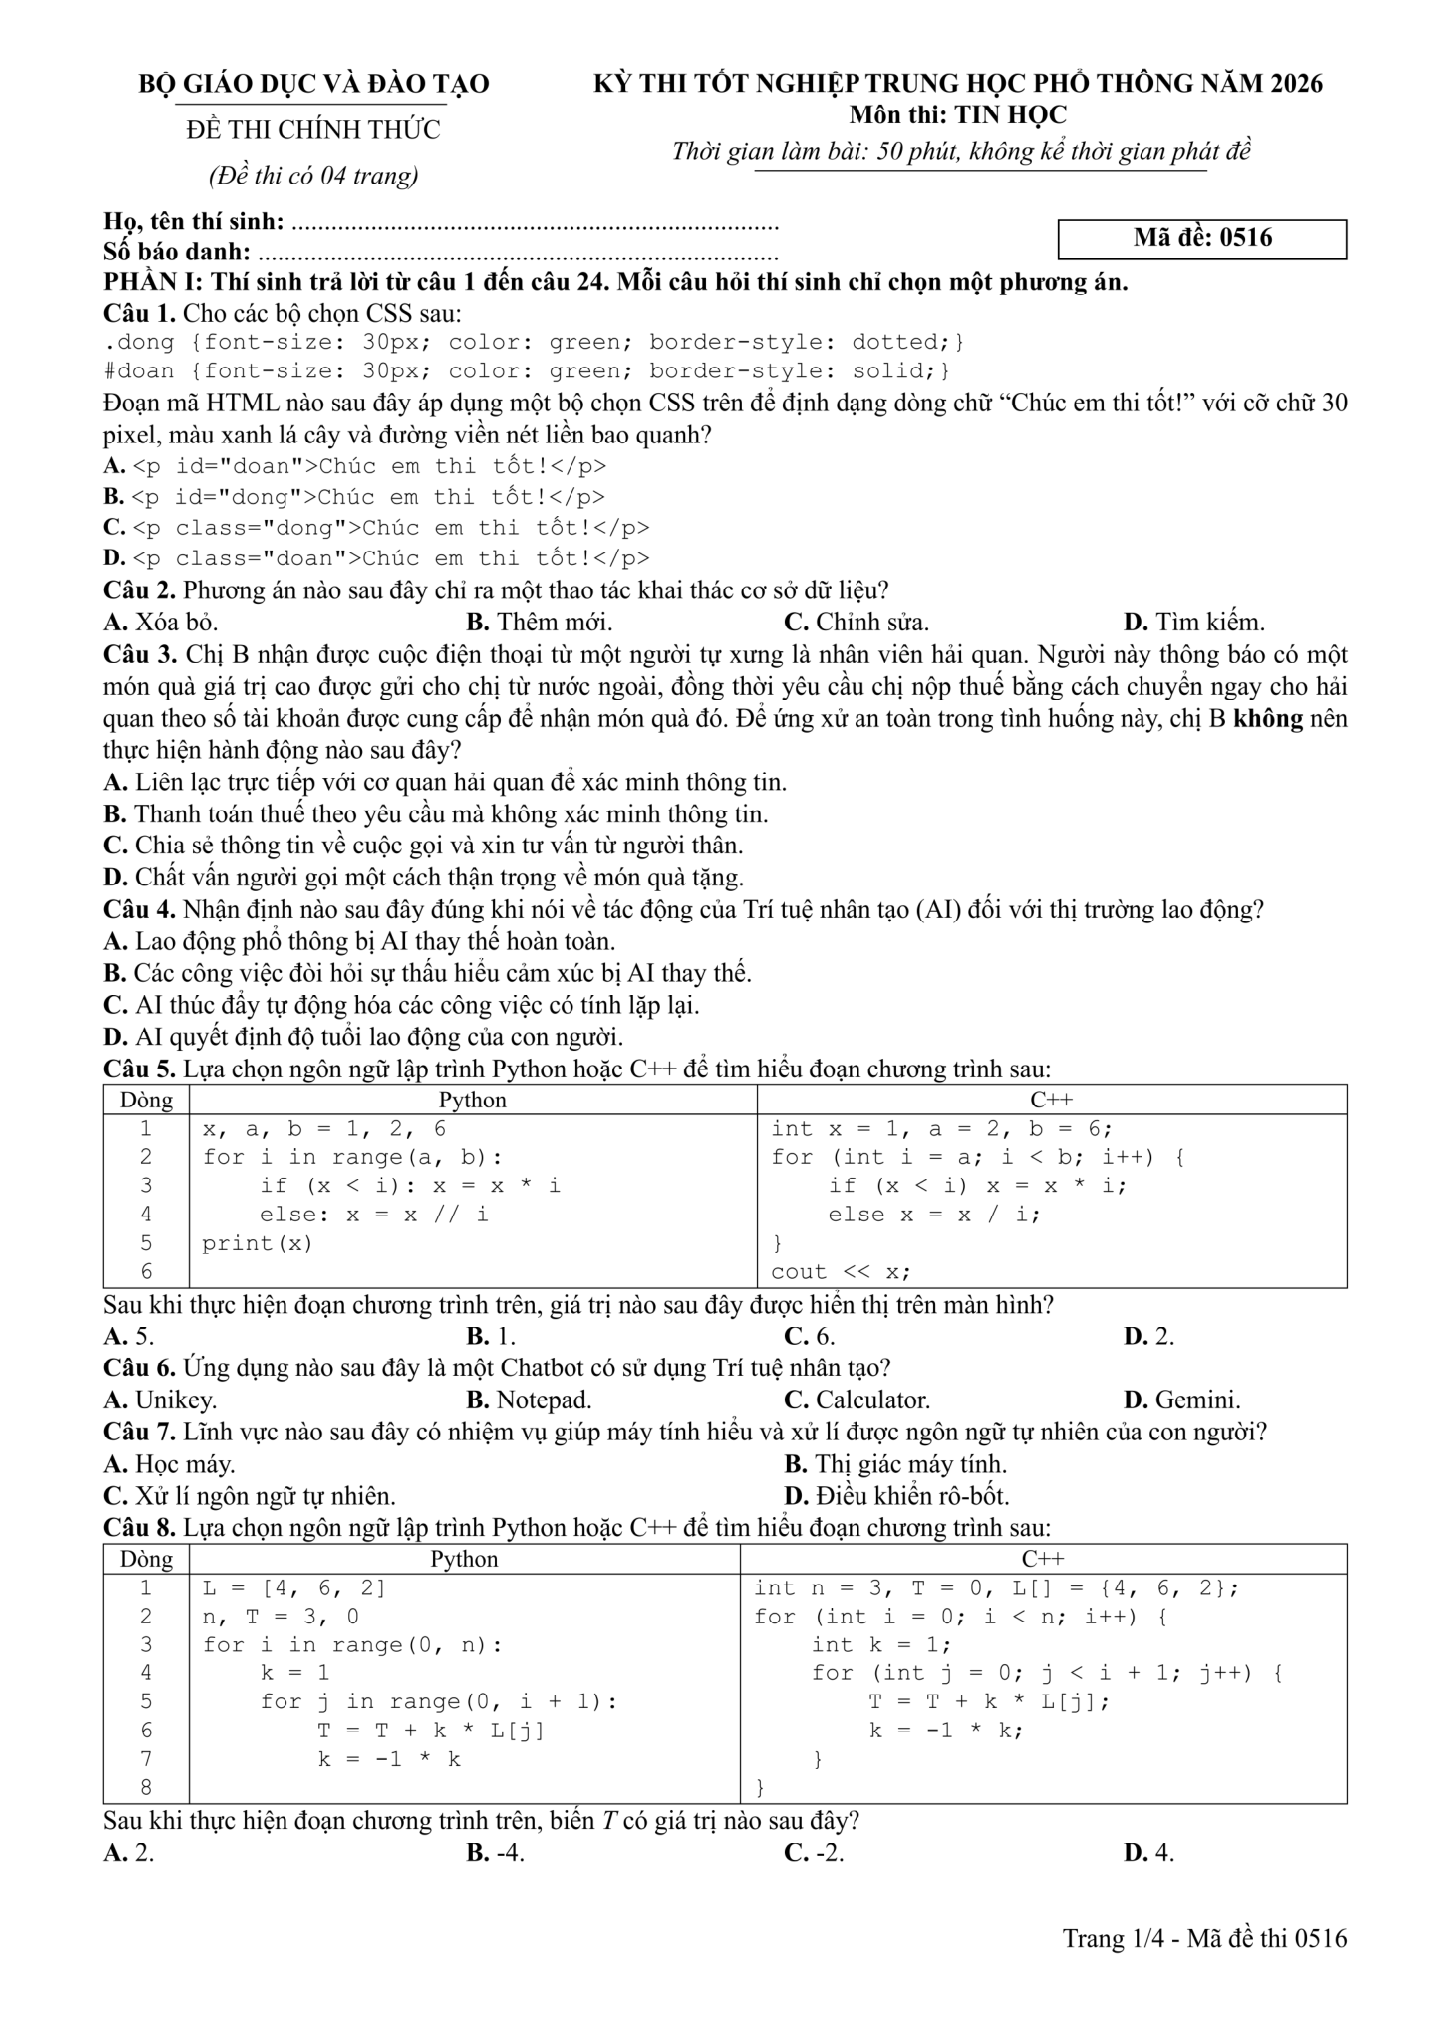 BỘ GIÁO DỤC VÀ ĐÀO TẠO
ĐỀ THI CHÍNH THỨC
(Đề thi có 04 trang)
KỲ THI TỐT NGHIỆP TRUNG HỌC PHỔ THÔNG NĂM 2026
Môn thi: TIN HỌC
Thời gian làm bài: 50 phút, không kể thời gian phát đề
Họ, tên thí sinh: ..........................................................................
Số báo danh: ...............................................................................
Mã đề: 0516
PHẦN I: Thí sinh trả lời từ câu 1 đến câu 24. Mỗi câu hỏi thí sinh chỉ chọn một phương án.
Câu 1. Cho các bộ chọn CSS sau:
.dong {font-size: 30px; color: green; border-style: dotted;}
#doan {font-size: 30px; color: green; border-style: solid;}
Đoạn mã HTML nào sau đây áp dụng một bộ chọn CSS trên để định dạng dòng chữ “Chúc em thi tốt!” với cỡ chữ 30
pixel, màu xanh lá cây và đường viền nét liền bao quanh?
A. <p id="doan">Chúc em thi tốt!</p>
B. <p id="dong">Chúc em thi tốt!</p>
C. <p class="dong">Chúc em thi tốt!</p>
D. <p class="doan">Chúc em thi tốt!</p>
Câu 2. Phương án nào sau đây chỉ ra một thao tác khai thác cơ sở dữ liệu?
A. Xóa bỏ. B. Thêm mới. C. Chỉnh sửa. D. Tìm kiếm.
Câu 3. Chị B nhận được cuộc điện thoại từ một người tự xưng là nhân viên hải quan. Người này thông báo có một
món quà giá trị cao được gửi cho chị từ nước ngoài, đồng thời yêu cầu chị nộp thuế bằng cách chuyển ngay cho hải
quan theo số tài khoản được cung cấp để nhận món quà đó. Để ứng xử an toàn trong tình huống này, chị B không nên
thực hiện hành động nào sau đây?
A. Liên lạc trực tiếp với cơ quan hải quan để xác minh thông tin.
B. Thanh toán thuế theo yêu cầu mà không xác minh thông tin.
C. Chia sẻ thông tin về cuộc gọi và xin tư vấn từ người thân.
D. Chất vấn người gọi một cách thận trọng về món quà tặng.
Câu 4. Nhận định nào sau đây đúng khi nói về tác động của Trí tuệ nhân tạo (AI) đối với thị trường lao động?
A. Lao động phổ thông bị AI thay thế hoàn toàn.
B. Các công việc đòi hỏi sự thấu hiểu cảm xúc bị AI thay thế.
C. AI thúc đẩy tự động hóa các công việc có tính lặp lại.
D. AI quyết định độ tuổi lao động của con người.
Câu 5. Lựa chọn ngôn ngữ lập trình Python hoặc C++ để tìm hiểu đoạn chương trình sau:
Dòng Python C++
1 x, a, b = 1, 2, 6 int x = 1, a = 2, b = 6;
2 for i in range(a, b): for (int i = a; i < b; i++) {
3 if (x < i): x = x * i if (x < i) x = x * i;
4 else: x = x // i else x = x / i;
5 print(x) }
6 cout << x;
Sau khi thực hiện đoạn chương trình trên, giá trị nào sau đây được hiển thị trên màn hình?
A. 5. B. 1. C. 6. D. 2.
Câu 6. Ứng dụng nào sau đây là một Chatbot có sử dụng Trí tuệ nhân tạo?
A. Unikey. B. Notepad. C. Calculator. D. Gemini.
Câu 7. Lĩnh vực nào sau đây có nhiệm vụ giúp máy tính hiểu và xử lí được ngôn ngữ tự nhiên của con người?
A. Học máy. B. Thị giác máy tính.
C. Xử lí ngôn ngữ tự nhiên. D. Điều khiển rô-bốt.
Câu 8. Lựa chọn ngôn ngữ lập trình Python hoặc C++ để tìm hiểu đoạn chương trình sau:
Dòng Python C++
1 L = [4, 6, 2] int n = 3, T = 0, L[] = {4, 6, 2};
2 n, T = 3, 0 for (int i = 0; i < n; i++) {
3 for i in range(0, n): int k = 1;
4 k = 1 for (int j = 0; j < i + 1; j++) {
5 for j in range(0, i + 1): T = T + k * L[j];
6 T = T + k * L[j] k = -1 * k;
7 k = -1 * k }
8 }
Sau khi thực hiện đoạn chương trình trên, biến T có giá trị nào sau đây?
A. 2. B. -4. C. -2. D. 4.
Trang 1/4 - Mã đề thi 0516